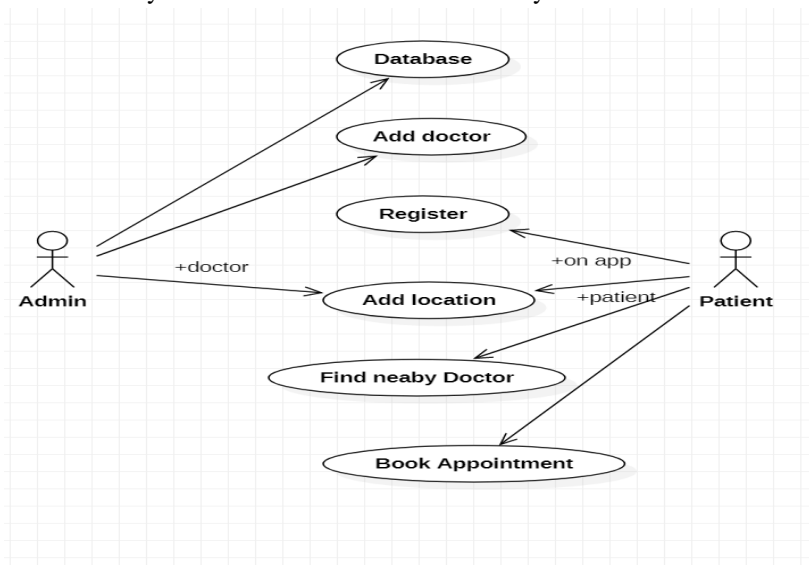 Database
Add doctor
Register
+on app
+doctor
Add location
+patient
Admin
Patient
Find neaby Doctor
Book Appointment